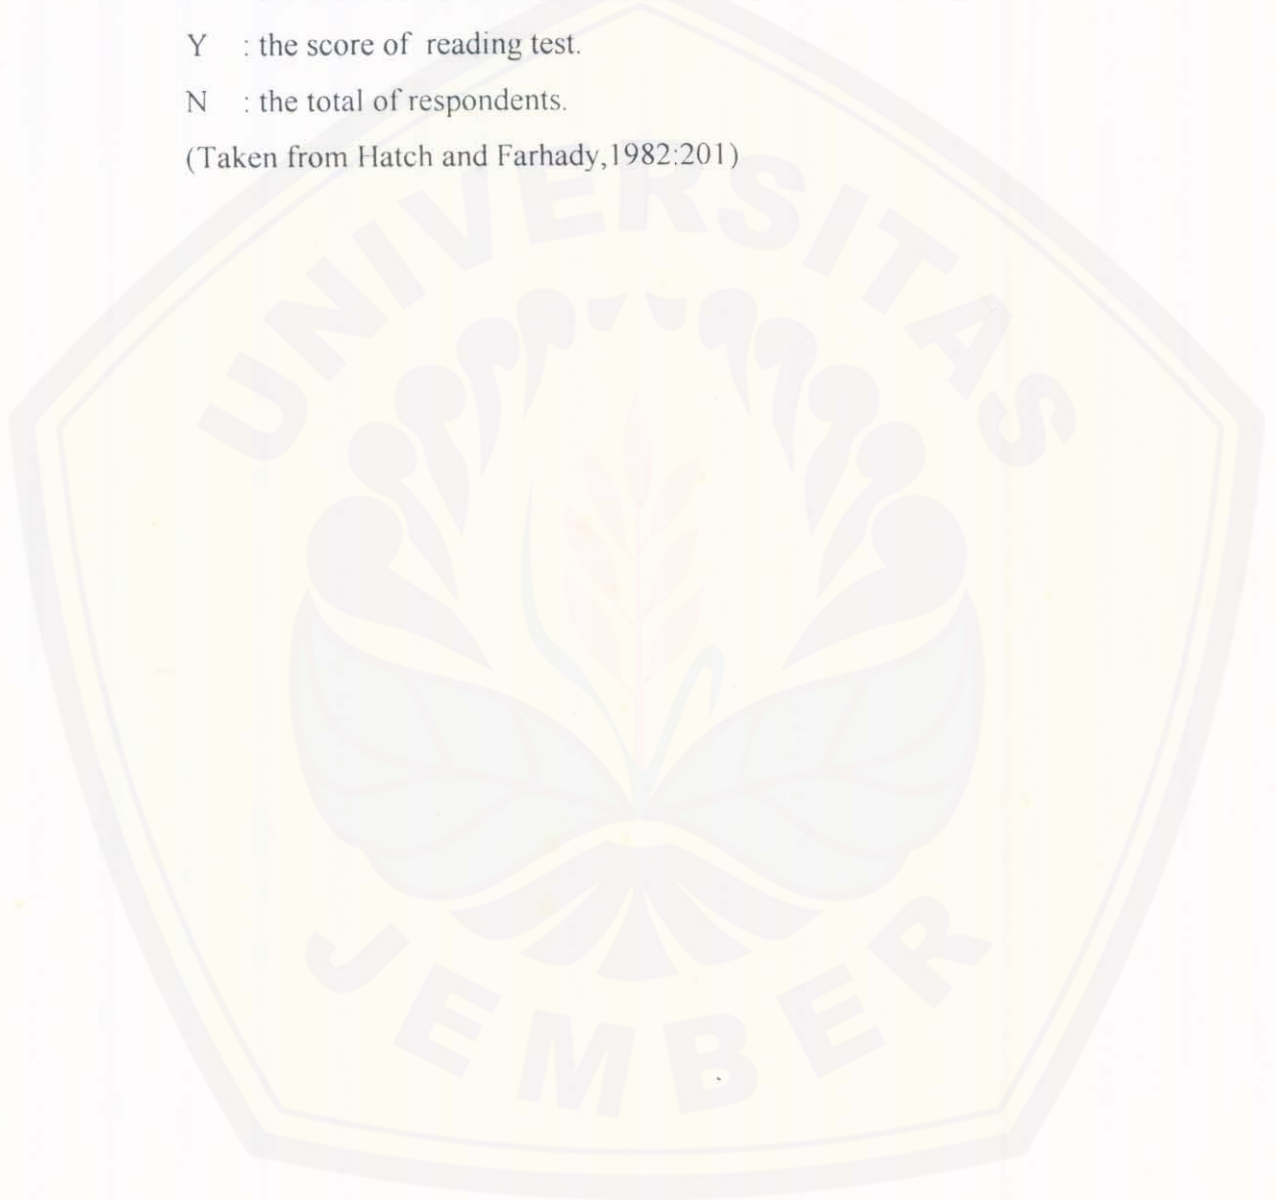 Y : the score of reading test.
N : the total of respondents.
(Taken from Hatch and Farhady,1982:201)
UNIVERSITAS
JEMBER